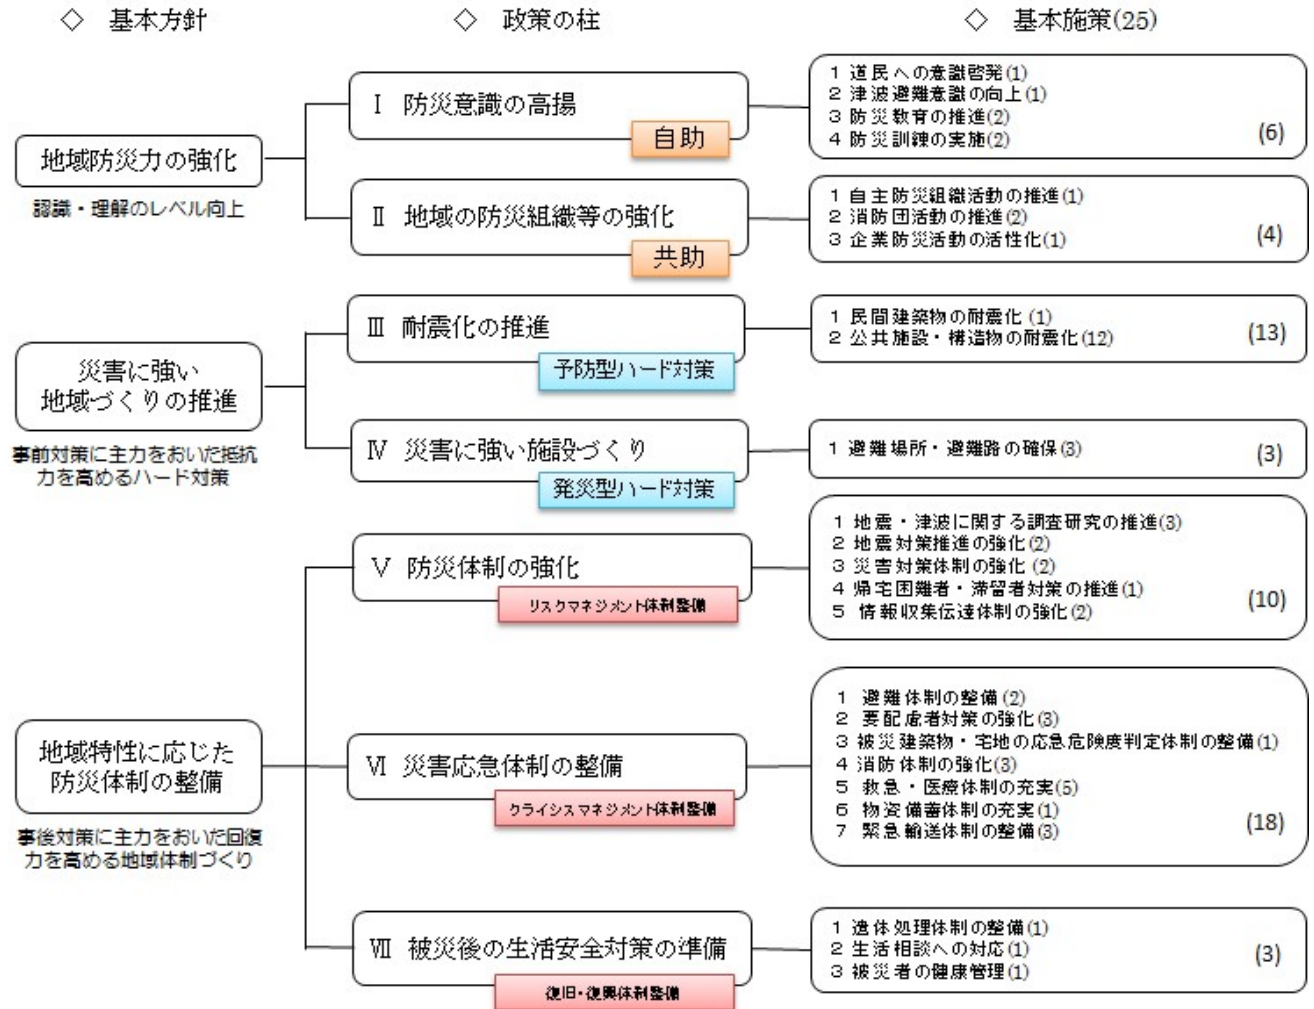 ◇ 基本方針
◇ 政策の柱
◇ 基本施策(25)
地域防災力の強化
認識・理解のレベル向上
Ⅰ 防災意識の高揚
自助
1 道民への意識啓発(1)
2 津波避難意識の向上(1)
3 防災教育の推進(2)
4 防災訓練の実施(2)
(6)
Ⅱ 地域の防災組織等の強化
共助
1 自主防災組織活動の推進(1)
2 消防団活動の推進(2)
3 企業防災活動の活性化(1)
(4)
災害に強い
地域づくりの推進
事前対策に主力をおいた抵抗
力を高めるハード対策
Ⅲ 耐震化の推進
予防型ハード対策
1 民間建築物の耐震化(1)
2 公共施設・構造物の耐震化(12)
(13)
Ⅳ 災害に強い施設づくり
発災型ハード対策
1 避難場所・避難路の確保(3)
(3)
地域特性に応じた
防災体制の整備
事後対策に主力をおいた回復
力を高める地域体制づくり
Ⅴ 防災体制の強化
リスクマネジメント体制整備
1 地震・津波に関する調査研究の推進(3)
2 地震対策推進の強化(2)
3 災害対策体制の強化(2)
4 帰宅困難者・滞留者対策の推進(1)
5 情報収集伝達体制の強化(2)
(10)
Ⅵ 災害応急体制の整備
クライシスマネジメント体制整備
1 避難体制の整備(2)
2 要配慮者対策の強化(3)
3 被災建築物・宅地の応急危険度判定体制の整備(1)
4 消防体制の強化(3)
5 救急・医療体制の充実(5)
6 物資備蓄体制の充実(1)
7 緊急輸送体制の整備(3)
(18)
Ⅶ 被災後の生活安全対策の準備
復旧・復興体制整備
1 遺体処理体制の整備(1)
2 生活相談への対応(1)
3 被災者の健康管理(1)
(3)